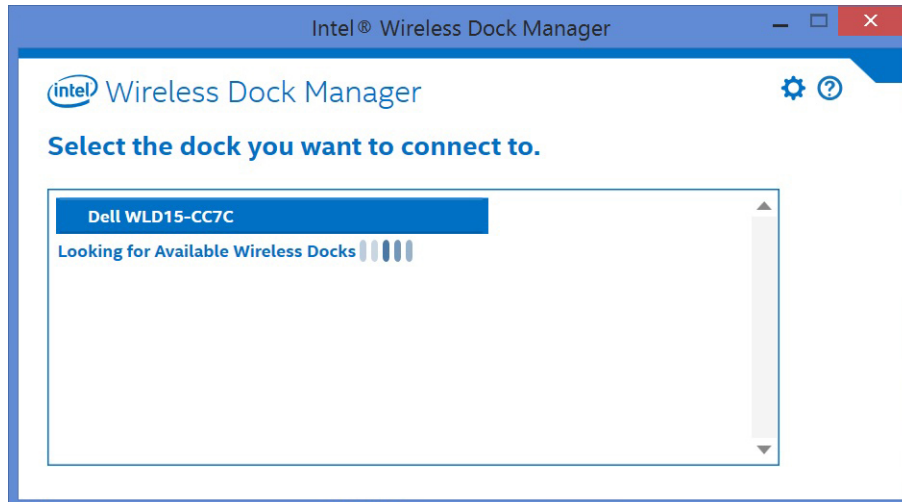 Intel® Wireless Dock Manager
intel Wireless Dock Manager
Select the dock you want to connect to.
Dell WLD15-CC7C
Looking for Available Wireless Docks